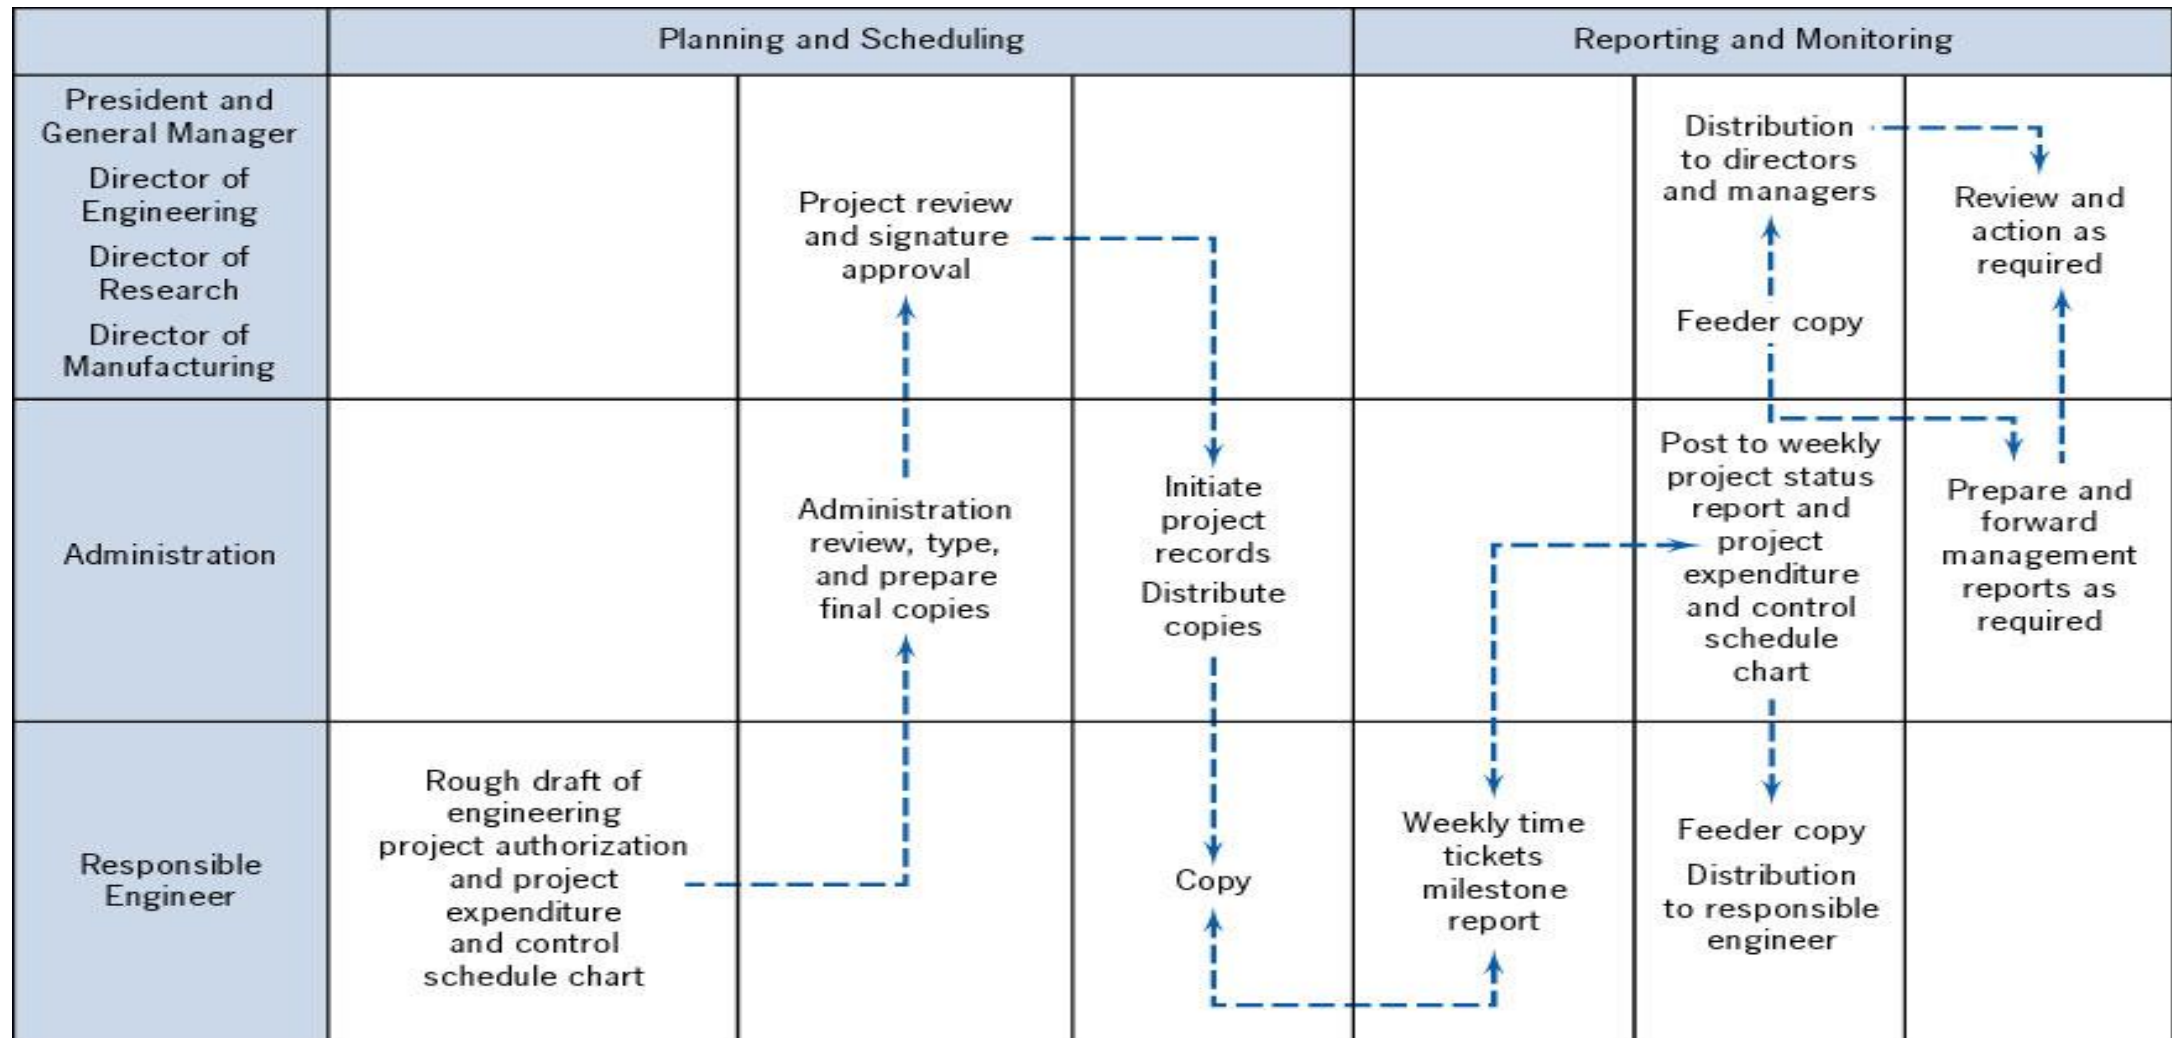 Planning and Scheduling
Reporting and Monitoring
President and
General Manager
Director of
Engineering
Director of
Research
Director of
Manufacturing
Project review
and signature
approval
Distribution
to directors
and managers
Feeder copy
Review and
action as
required
Administration
Administration
review, type,
and prepare
final copies
Initiate
project
records
Distribute
copies
Post to weekly
project status
report and
project
expenditure
and control
schedule
chart
Prepare and
forward
management
reports as
required
Responsible
Engineer
Rough draft of
engineering
project authorization
and project
expenditure
and control
schedule chart
Copy
Weekly time
tickets
milestone
report
Feeder copy
Distribution
to responsible
engineer